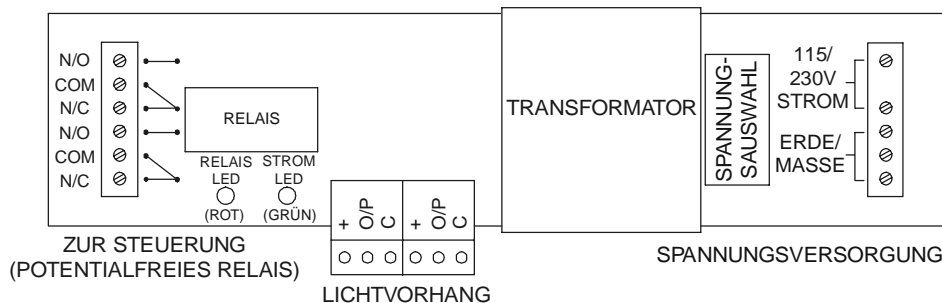 N/O
COM
N/C
N/O
COM
N/C
RELAIS
RELAIS
LED
(ROT)
STROM
LED
(GRÜN)
+
O/P
C
+
O/P
C
TRANSFORMATOR
SPANNUNG-
SAUSWAHL
115/
230V
STROM
ERDE/
MASSE
ZUR STEUERUNG
(POTENTIALFREIES RELAIS)
LICHTVORHANG
SPANNUNGSVERSORGUNG